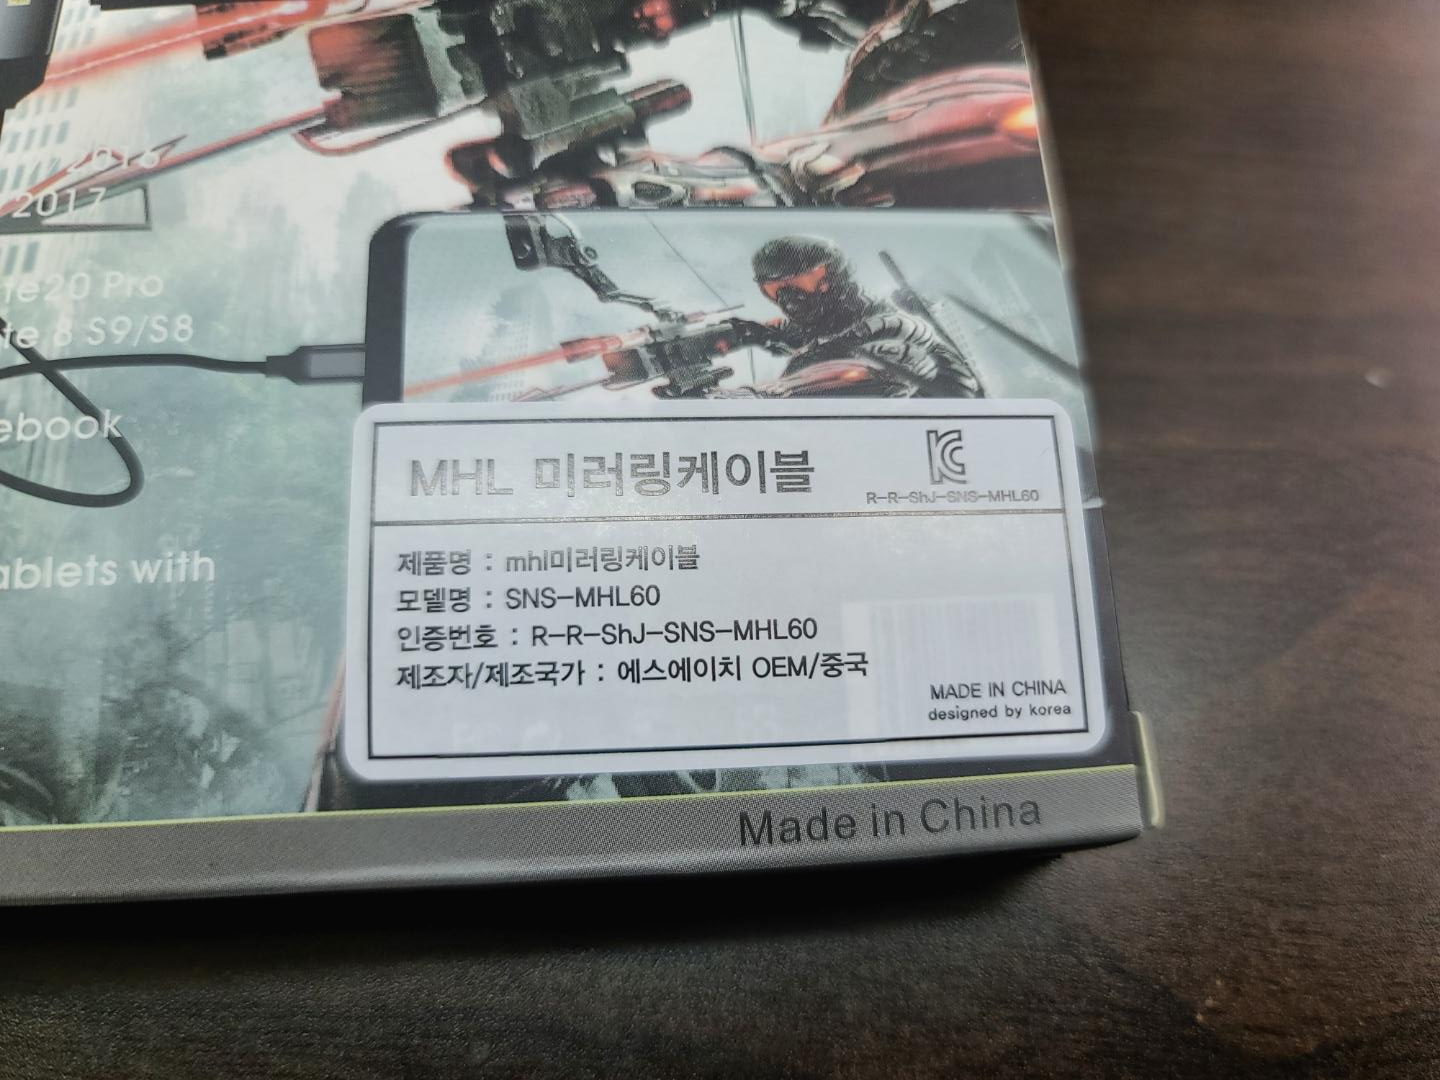 2016
2017
te20 Pro
te 8 S9/S8
ebook
ablets with
MHL 미러링케이블
R-R-ShJ-SNS-MHL60
제품명 : mhl미러링케이블
모델명 : SNS-MHL60
인증번호 : R-R-ShJ-SNS-MHL60
제조자/제조국가 : 에스에이치 OEM/중국
MADE IN CHINA
designed by korea
Made in China